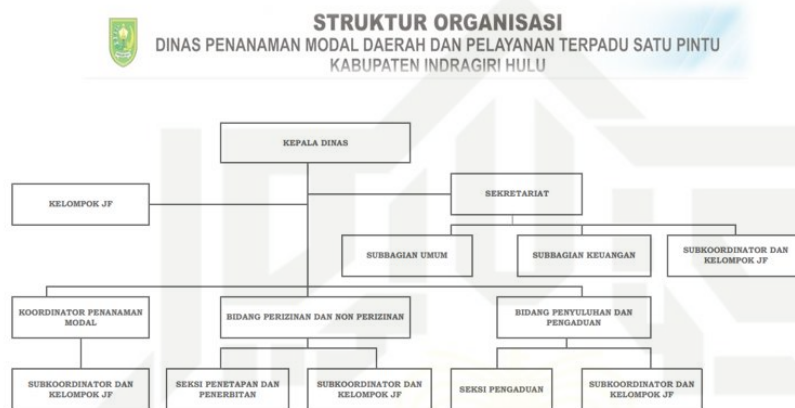 STRUKTUR ORGANISASI
DINAS PENANAMAN MODAL DAERAH DAN PELAYANAN TERPADU SATU PINTU
KABUPATEN INDRAGIRI HULU
KEPALA DINAS
KELOMPOK JF
SEKRETARIAT
SUBBAGIAN UMUM
SUBBAGIAN KEUANGAN
SUBKOORDINATOR DAN
KELOMPOK JF
KOORDINATOR PENANAMAN
MODAL
BIDANG PERIZINAN DAN NON PERIZINAN
BIDANG PENYULUHAN DAN
PENGADUAN
SUBKOORDINATOR DAN
KELOMPOK JF
SEKSI PENETAPAN DAN
PENERBITAN
SUBKOORDINATOR DAN
KELOMPOK JF
SEKSI PENGADUAN
SUBKOORDINATOR DAN
KELOMPOK JF